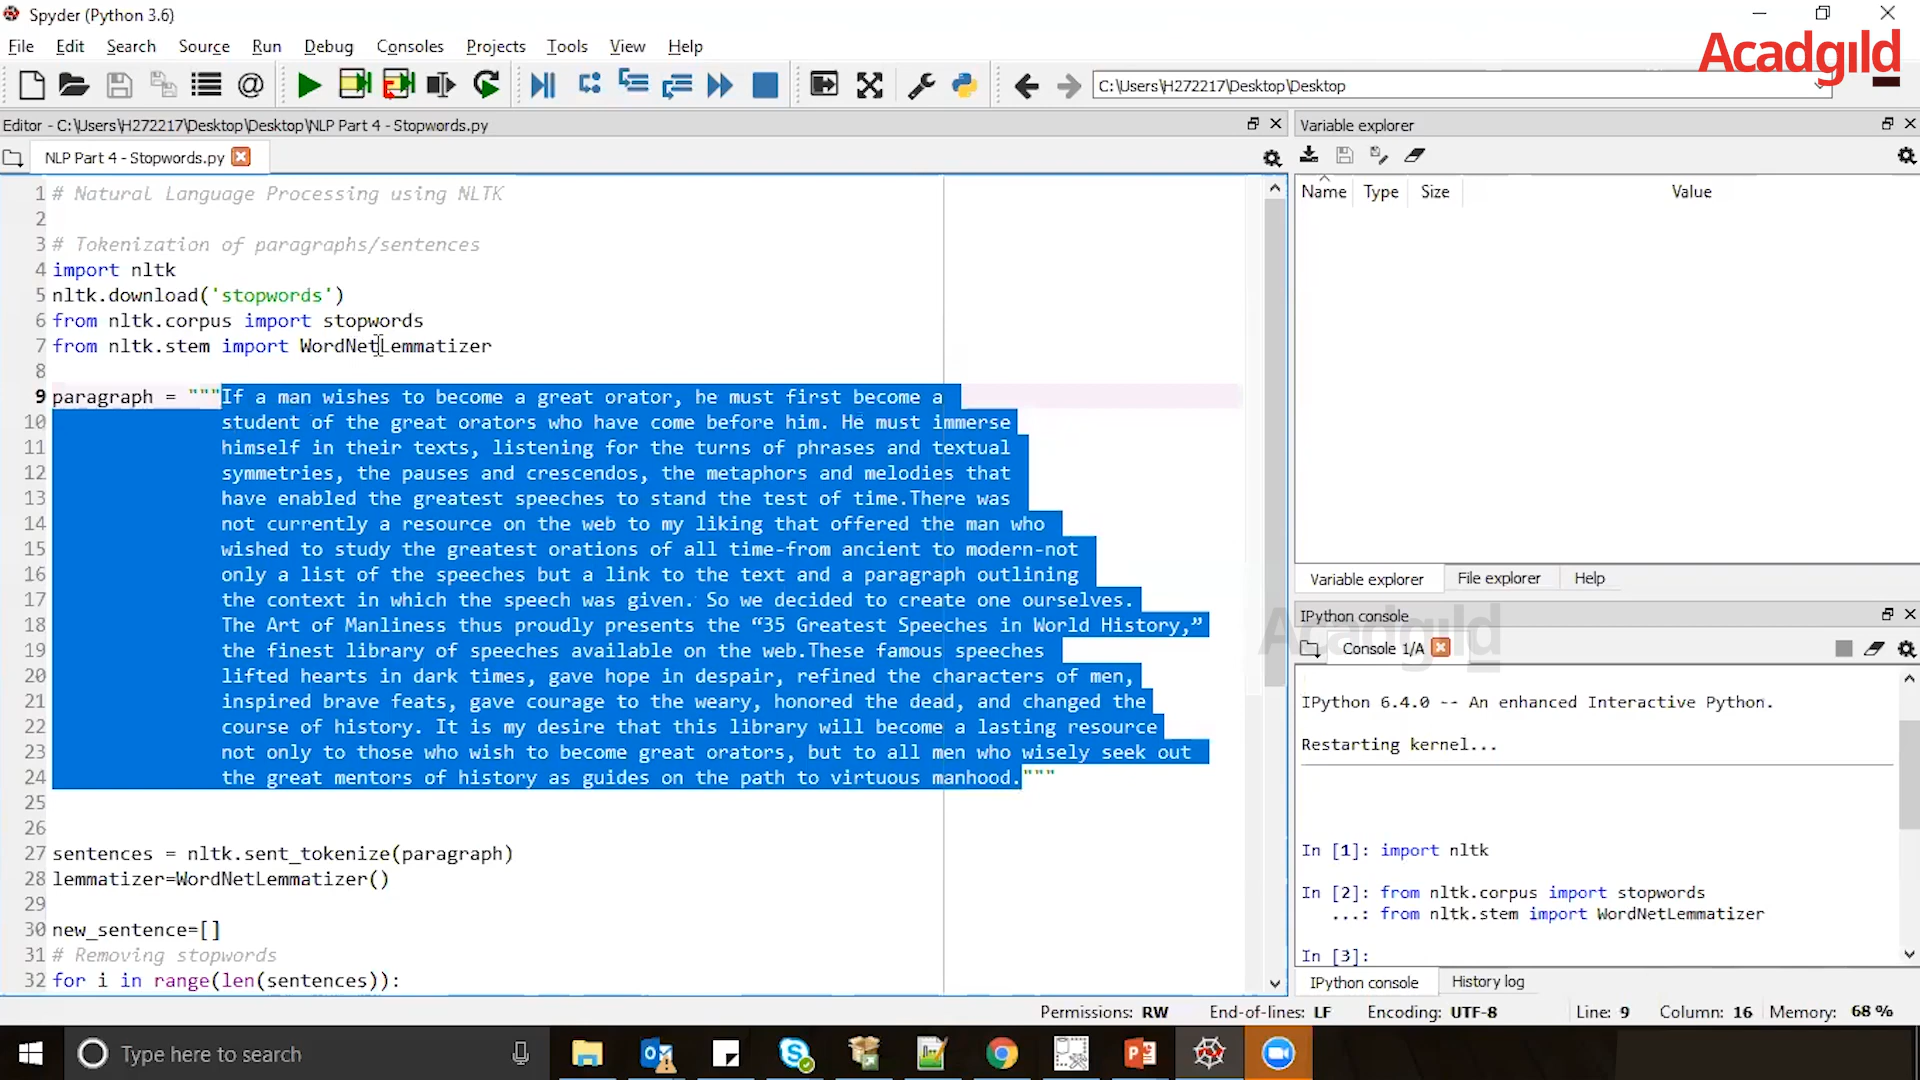 Spyder (Python 3.6)
Acadgıld
File Edit Search Source Run Debug Consoles Projects Tools View Help
C:\Users\H272217\Desktop\Desktop
Editor - C:\Users\H272217\Desktop\Desktop\NLP Part 4 - Stopwords.py
NLP Part 4 - Stopwords.py
1 # Natural Language Processing using NLTK
2
3 # Tokenization of paragraphs/sentences
4 import nltk
5 nltk.download('stopwords')
6 from nltk.corpus import stopwords
7 from nltk.stem import WordNetLemmatizer
8
9 paragraph = """If a man wishes to become a great orator, he must first become a
10 student of the great orators who have come before him. He must immerse
11 himself in their texts, listening for the turns of phrases and textual
12 symmetries, the pauses and crescendos, the metaphors and melodies that
13 have enabled the greatest speeches to stand the test of time.There was
14 not currently a resource on the web to my liking that offered the man who
15 wished to study the greatest orations of all time-from ancient to modern-not
16 only a list of the speeches but a link to the text and a paragraph outlining
17 the context in which the speech was given. So we decided to create one ourselves.
18 The Art of Manliness thus proudly presents the “35 Greatest Speeches in World History,”
19 the finest library of speeches available on the web.These famous speeches
20 lifted hearts in dark times, gave hope in despair, refined the characters of men,
21 inspired brave feats, gave courage to the weary, honored the dead, and changed the
22 course of history. It is my desire that this library will become a lasting resource
23 not only to those who wish to become great orators, but to all men who wisely seek out
24 the great mentors of history as guides on the path to virtuous manhood."""
25
26
27 sentences = nltk.sent_tokenize(paragraph)
28 lemmatizer=WordNetLemmatizer()
29
30 new_sentence=[]
31 # Removing stopwords
32 for i in range(len(sentences)):
Variable explorer
Name Type Size Value
Variable explorer File explorer Help
Acadgild
IPython console
Console 1/A
IPython 6.4.0 -- An enhanced Interactive Python.
Restarting kernel...
In [1]: import nltk
In [2]: from nltk.corpus import stopwords
...: from nltk.stem import WordNetLemmatizer
In [3]:
IPython console History log
Permissions: RW End-of-lines: LF Encoding: UTF-8 Line: 9 Column: 16 Memory: 68 %
Type here to search